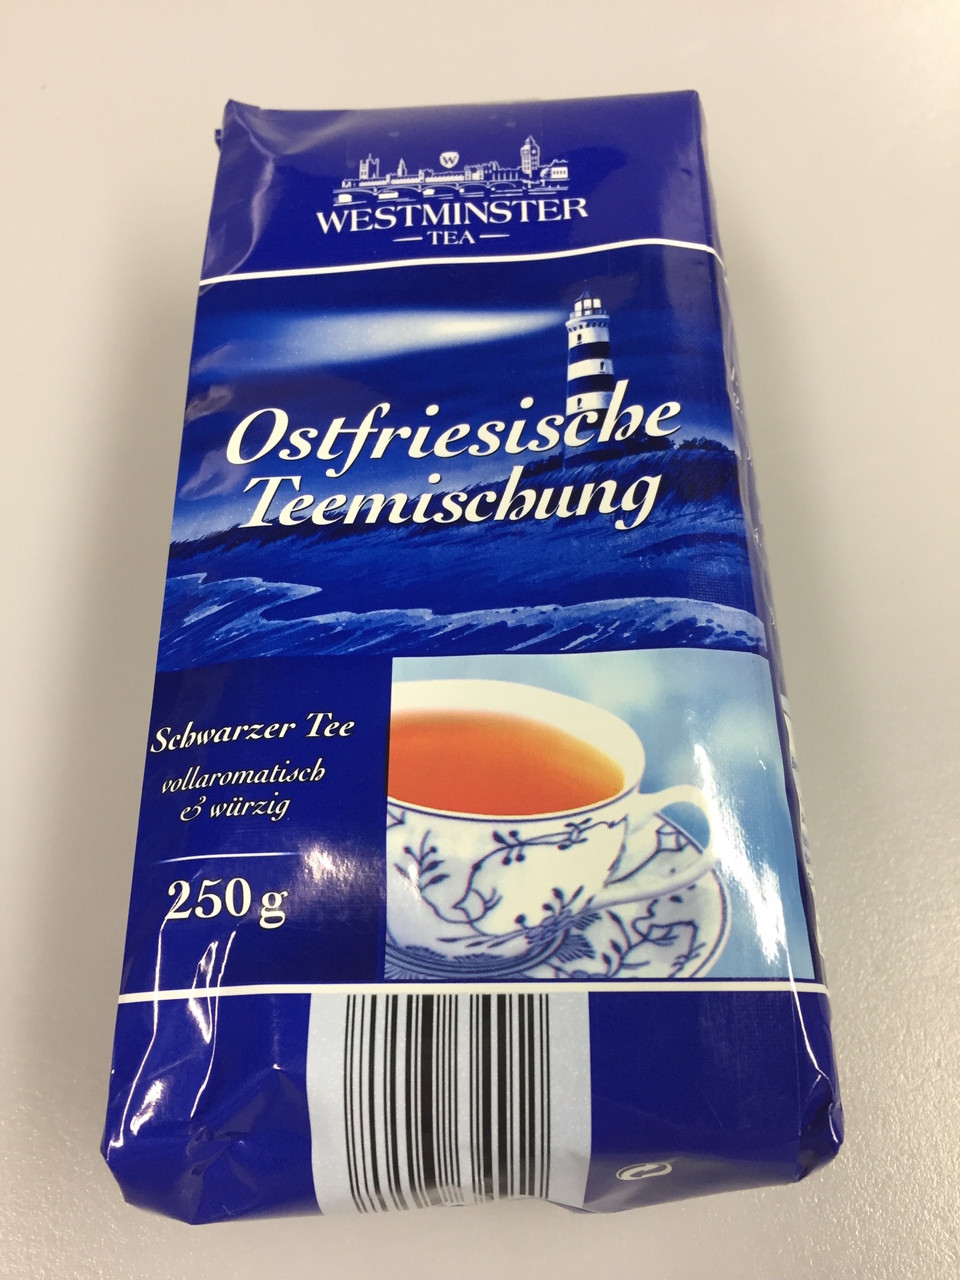 W
WESTMINSTER
TEA
Ostfriesische
Teemischung
Schwarzer Tee
vollaromatisch
& würzig
250 g